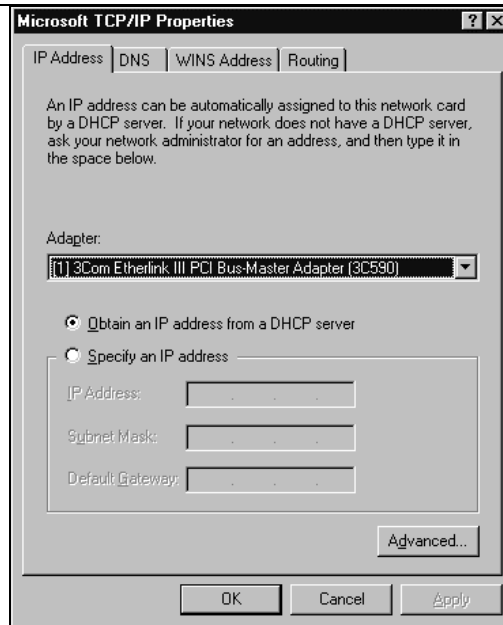 Microsoft TCP/IP Properties
IP Address DNS WINS Address Routing
An IP address can be automatically assigned to this network card
by a DHCP server. If your network does not have a DHCP server,
ask your network administrator for an address, and then type it in
the space below.
Adapter:
[1] 3Com Etherlink III PCI Bus-Master Adapter (3C590)
Obtain an IP address from a DHCP server
Specify an IP address
IP Address:
Subnet Mask:
Default Gateway:
Advanced...
OK Cancel Apply